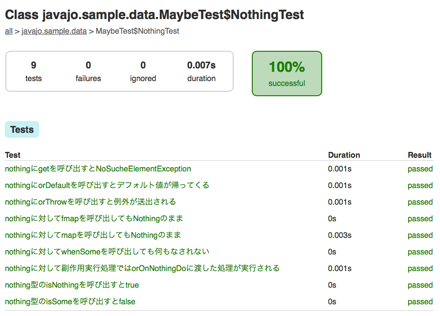 Class javajo.sample.data.MaybeTest$NothingTest
all > javajo.sample.data > MaybeTest$NothingTest
9 0 0 0.007s 100%
tests failures ignored duration successful
Tests
Test Duration Result
nothingにgetを呼び出すとNoSucheElementException 0.001s passed
nothingにorDefaultを呼び出すとデフォルト値が帰ってくる 0.001s passed
nothingにorThrowを呼び出すと例外が送出される 0.001s passed
nothingに対してfmapを呼び出してもNothingのまま 0s passed
nothingに対してmapを呼び出してもNothingのまま 0.003s passed
nothingに対してwhenSomeを呼び出しても何もなされない 0s passed
nothingに対して副作用実行処理ではorOnNothingDoに渡した処理が実行される 0.001s passed
nothing型のisNothingを呼び出すとtrue 0s passed
nothing型のisSomeを呼び出すとfalse 0s passed